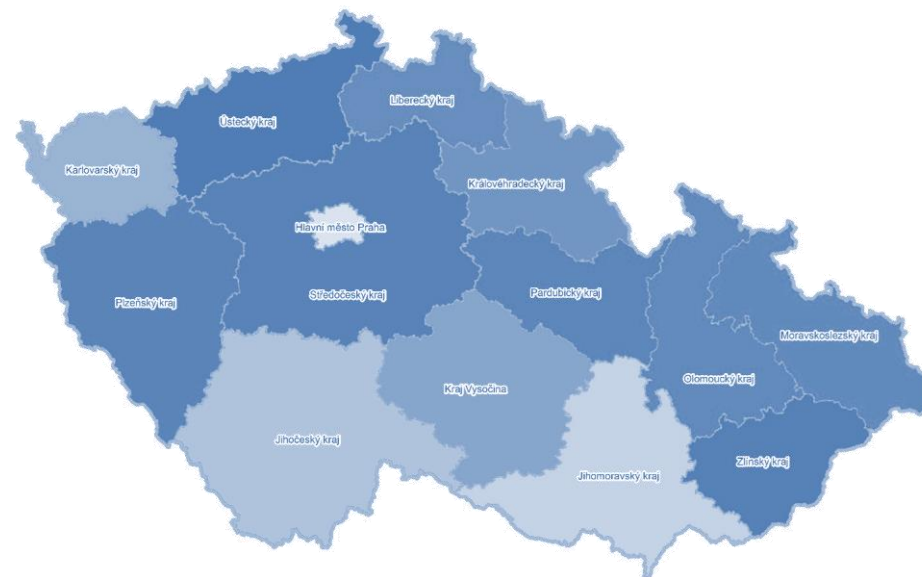 Liberecký kraj
Ústecký kraj
Karlovarský kraj
Královéhradecký kraj
Hlavní město Praha
Plzeňský kraj
Středočeský kraj
Pardubický kraj
Moravskoslezský kraj
Olomoucký kraj
Kraj Vysočina
Jihočeský kraj
Zlínský kraj
Jihomoravský kraj